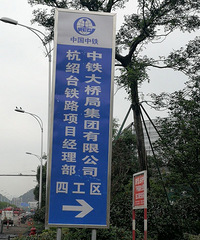 中国中铁
中铁大桥局集团有限公司
杭绍台铁路项目经理部
四工区